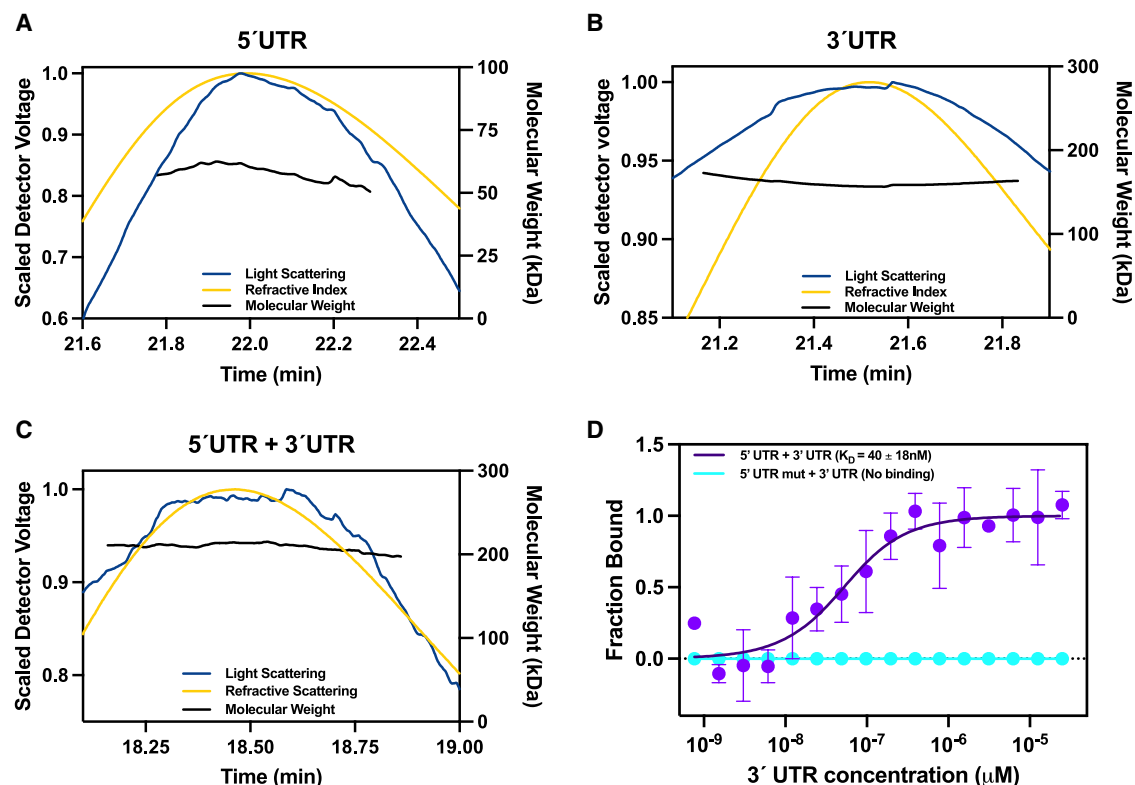 A
5´UTR
Scaled Detector Voltage
1.0
0.9
0.8
0.7
0.6
100
75
50
25
0
Molecular Weight (kDa)
Light Scattering
Refractive Index
Molecular Weight
21.6 21.8 22.0 22.2 22.4
Time (min)
B
3´UTR
Scaled detector voltage
1.00
0.95
0.90
0.85
300
200
100
0
Molecular Weight (kDa)
Light Scattering
Refractive Index
Molecular Weight
21.2 21.4 21.6 21.8
Time (min)
C
5´UTR + 3´UTR
Scaled Detector Voltage
1.0
0.9
0.8
300
200
100
0
Molecular Weight (kDa)
Light Scattering
Refractive Scattering
Molecular Weight
18.25 18.50 18.75 19.00
Time (min)
D
Fraction Bound
1.5
1.0
0.5
0.0
5' UTR + 3' UTR (KD = 40 ± 18nM)
5' UTR mut + 3' UTR (No binding)
10-9 10-8 10-7 10-6 10-5
3´ UTR concentration (μM)